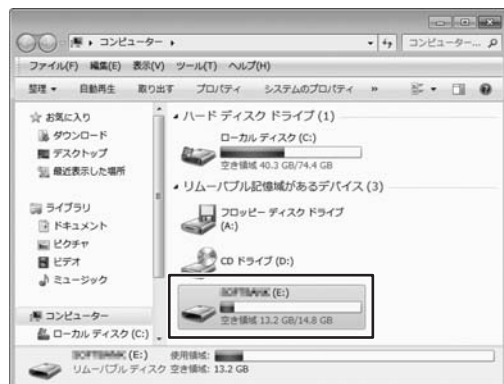 コンピューター
コンピューター... 
ファイル(F) 編集(E) 表示(V) ツール(T) ヘルプ(H)
整理 自動再生 取り出す プロパティ システムのプロパティ »
お気に入り
ダウンロード
デスクトップ
最近表示した場所
ライブラリ
ドキュメント
ピクチャ
ビデオ
ミュージック
コンピューター
ローカル ディスク (C:)
ハード ディスク ドライブ (1)
ローカル ディスク (C:)
空き領域 40.3 GB/74.4 GB
リムーバブル記憶域があるデバイス (3)
フロッピー ディスク ドライブ
(A:)
CD ドライブ (D:)
(E:)
空き領域 13.2 GB/14.8 GB
(E:) 使用領域:
リムーバブル ディスク 空き領域: 13.2 GB